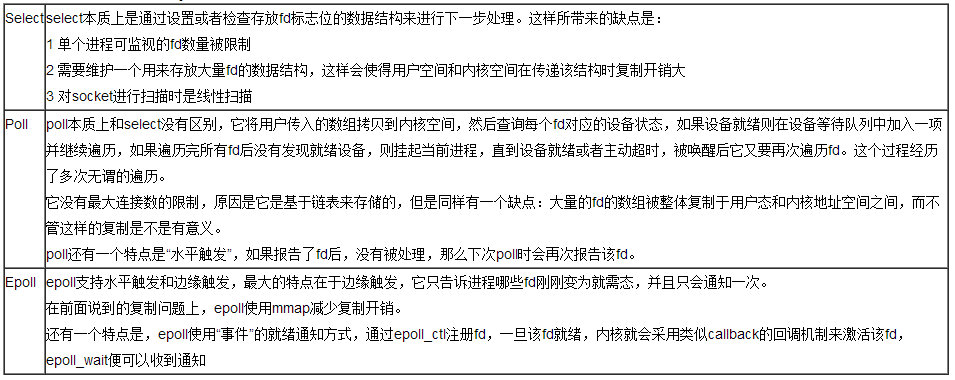 Select
select本质上是通过设置或者检查存放fd标志位的数据结构来进行下一步处理。这样所带来的缺点是：
1 单个进程可监视的fd数量被限制
2 需要维护一个用来存放大量fd的数据结构，这样会使得用户空间和内核空间在传递该结构时复制开销大
3 对socket进行扫描时是线性扫描
Poll
poll本质上和select没有区别，它将用户传入的数组拷贝到内核空间，然后查询每个fd对应的设备状态，如果设备就绪则在设备等待队列中加入一项
并继续遍历，如果遍历完所有fd后没有发现就绪设备，则挂起当前进程，直到设备就绪或者主动超时，被唤醒后它又要再次遍历fd。这个过程经历
了多次无谓的遍历。
它没有最大连接数的限制，原因是它是基于链表来存储的，但是同样有一个缺点：大量的fd的数组被整体复制于用户态和内核地址空间之间，而不
管这样的复制是不是有意义。
poll还有一个特点是“水平触发”，如果报告了fd后，没有被处理，那么下次poll时会再次报告该fd。
Epoll
epoll支持水平触发和边缘触发，最大的特点在于边缘触发，它只告诉进程哪些fd刚刚变为就需态，并且只会通知一次。
在前面说到的复制问题上，epoll使用mmap减少复制开销。
还有一个特点是，epoll使用“事件”的就绪通知方式，通过epoll_ctl注册fd，一旦该fd就绪，内核就会采用类似callback的回调机制来激活该fd，
epoll_wait便可以收到通知